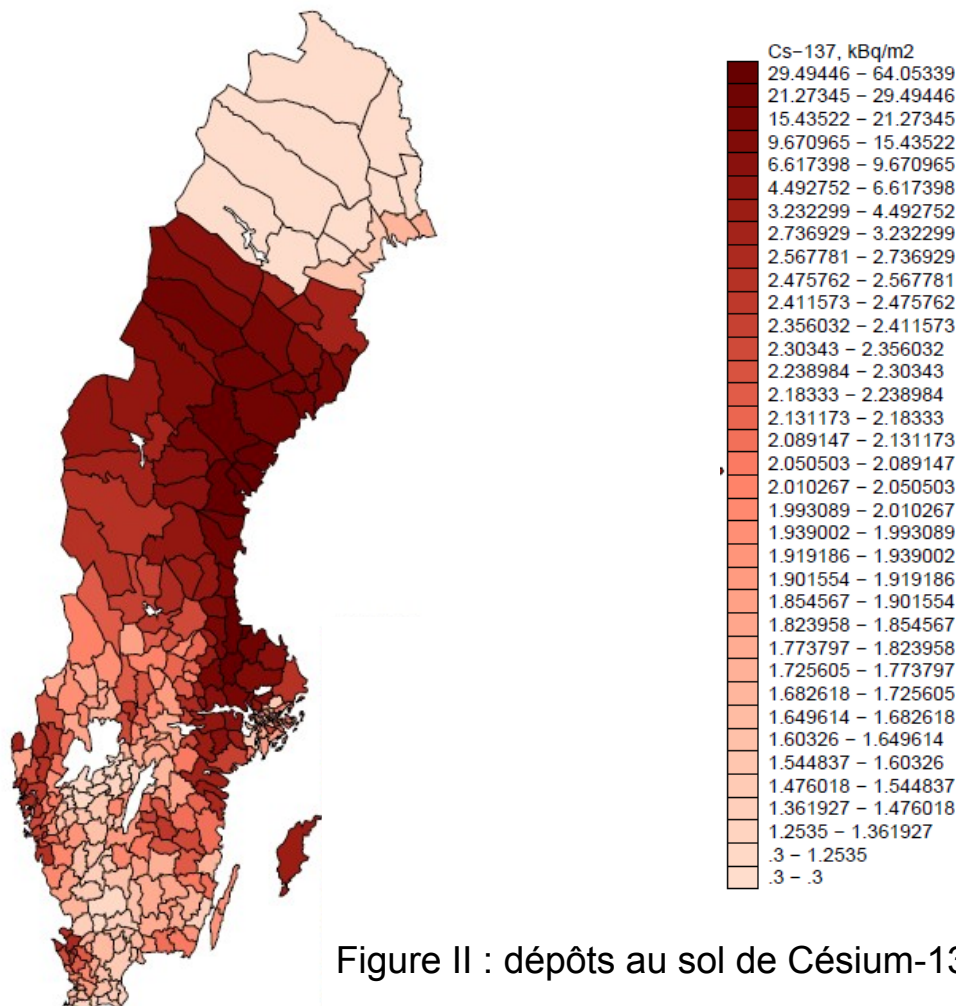 Cs−137, kBq/m2
29.49446 − 64.05339
21.27345 − 29.49446
15.43522 − 21.27345
9.670965 − 15.43522
6.617398 − 9.670965
4.492752 − 6.617398
3.232299 − 4.492752
2.736929 − 3.232299
2.567781 − 2.736929
2.475762 − 2.567781
2.411573 − 2.475762
2.356032 − 2.411573
2.30343 − 2.356032
2.238984 − 2.30343
2.18333 − 2.238984
2.131173 − 2.18333
2.089147 − 2.131173
2.050503 − 2.089147
2.010267 − 2.050503
1.993089 − 2.010267
1.939002 − 1.993089
1.919186 − 1.939002
1.901554 − 1.919186
1.854567 − 1.901554
1.823958 − 1.854567
1.773797 − 1.823958
1.725605 − 1.773797
1.682618 − 1.725605
1.649614 − 1.682618
1.60326 − 1.649614
1.544837 − 1.60326
1.476018 − 1.544837
1.361927 − 1.476018
1.2535 − 1.361927
.3 − 1.2535
.3 − .3
Figure II : dépôts au sol de Césium-13